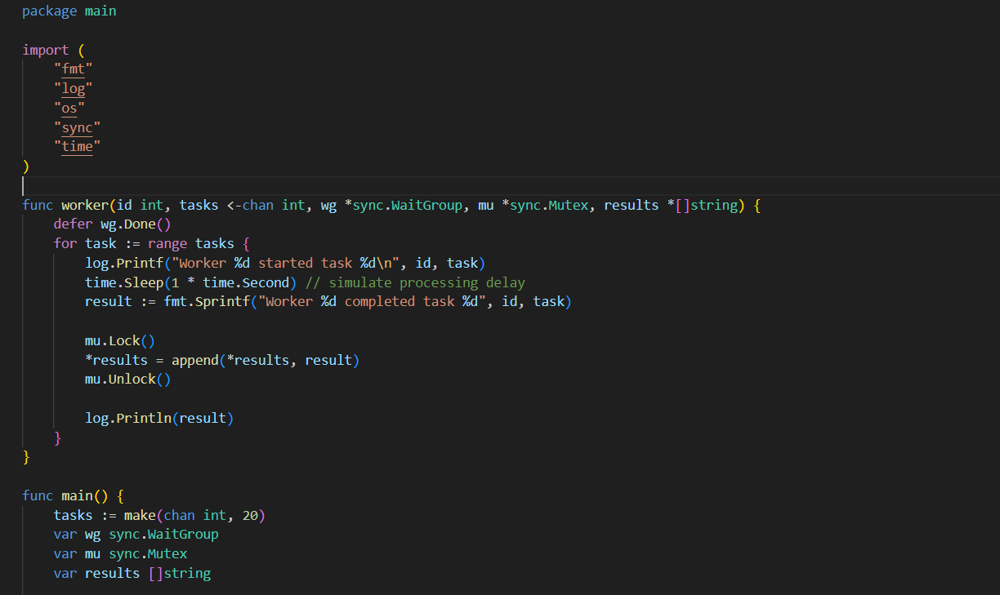 package main
import (
"fmt"
"log"
"os"
"sync"
"time"
)
func worker(id int, tasks <-chan int, wg *sync.WaitGroup, mu *sync.Mutex, results *[]string) {
defer wg.Done()
for task := range tasks {
log.Printf("Worker %d started task %d\n", id, task)
time.Sleep(1 * time.Second) // simulate processing delay
result := fmt.Sprintf("Worker %d completed task %d", id, task)
mu.Lock()
*results = append(*results, result)
mu.Unlock()
log.Println(result)
}
}
func main() {
tasks := make(chan int, 20)
var wg sync.WaitGroup
var mu sync.Mutex
var results []string